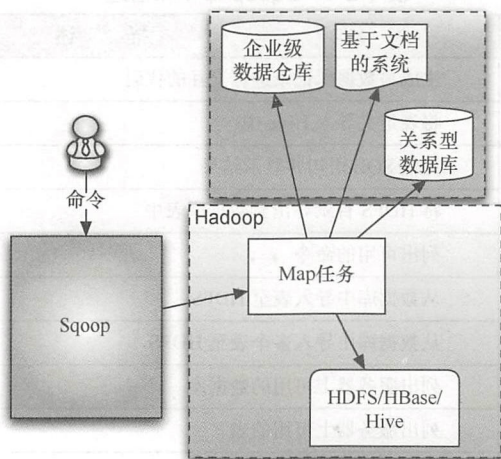 企业级
数据仓库
基于文档
的系统
关系型
数据库
命令
Hadoop
Sqoop
Map任务
HDFS/HBase/
Hive